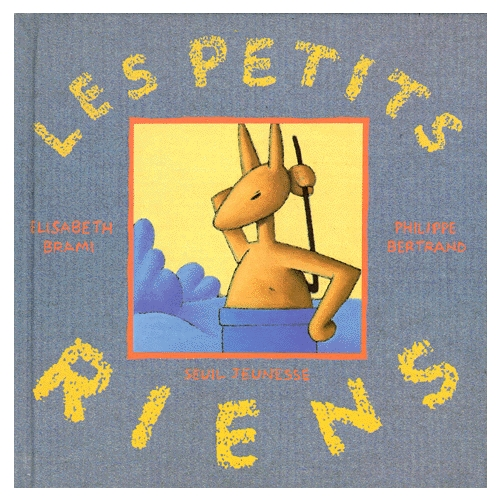 LES PETITS
ELISABETH
BRAMI
PHILIPPE
BERTRAND
SEUIL JEUNESSE
RIENS